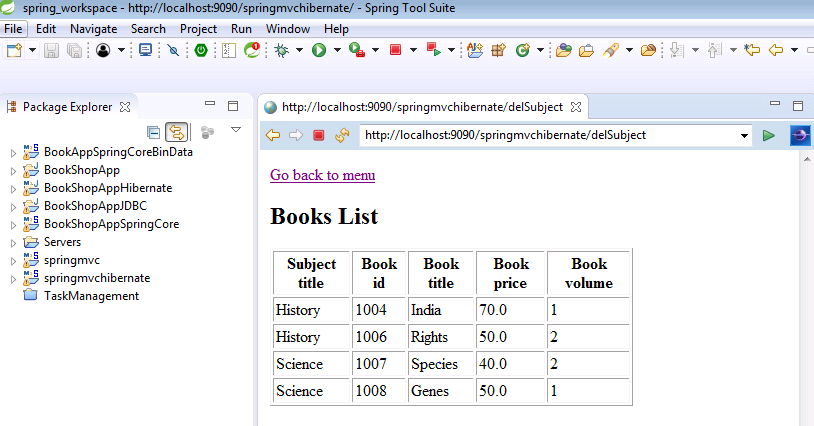 spring_workspace - http://localhost:9090/springmvchibernate/ - Spring Tool Suite
File Edit Navigate Search Project Run Window Help
Package Explorer
http://localhost:9090/springmvchibernate/delSubject
http://localhost:9090/springmvchibernate/delSubject
BookAppSpringCoreBinData
BookShopApp
BookShopAppHibernate
BookShopAppJDBC
BookShopAppSpringCore
Servers
springmvc
springmvchibernate
TaskManagement
Go back to menu
Books List
Subject title Book id Book title Book price Book volume
History 1004 India 70.0 1
History 1006 Rights 50.0 2
Science 1007 Species 40.0 2
Science 1008 Genes 50.0 1